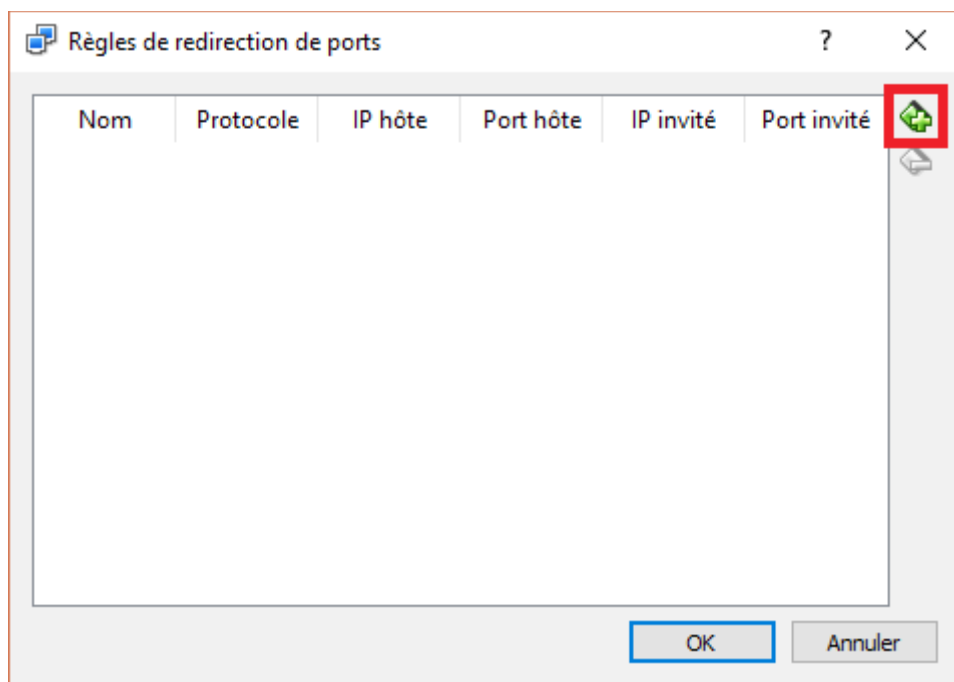 Règles de redirection de ports ?
Nom Protocole IP hôte Port hôte IP invité Port invité
OK Annuler